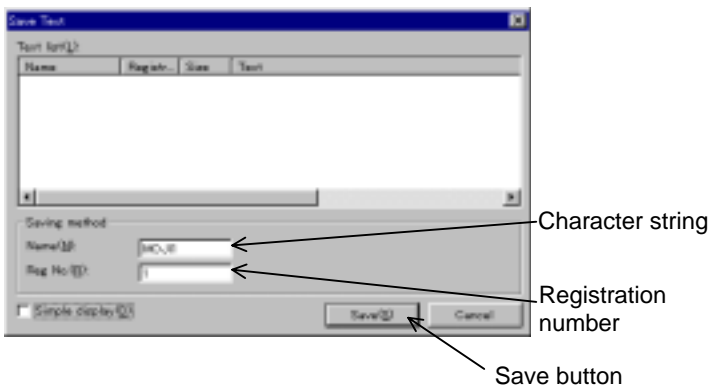 Save Text
Text list(L):
Name Registr.. Size Text
Saving method
Name(N):
Reg No.(R):
1
Simple display(D)
Save(S) Cancel
Character string
Registration
number
Save button